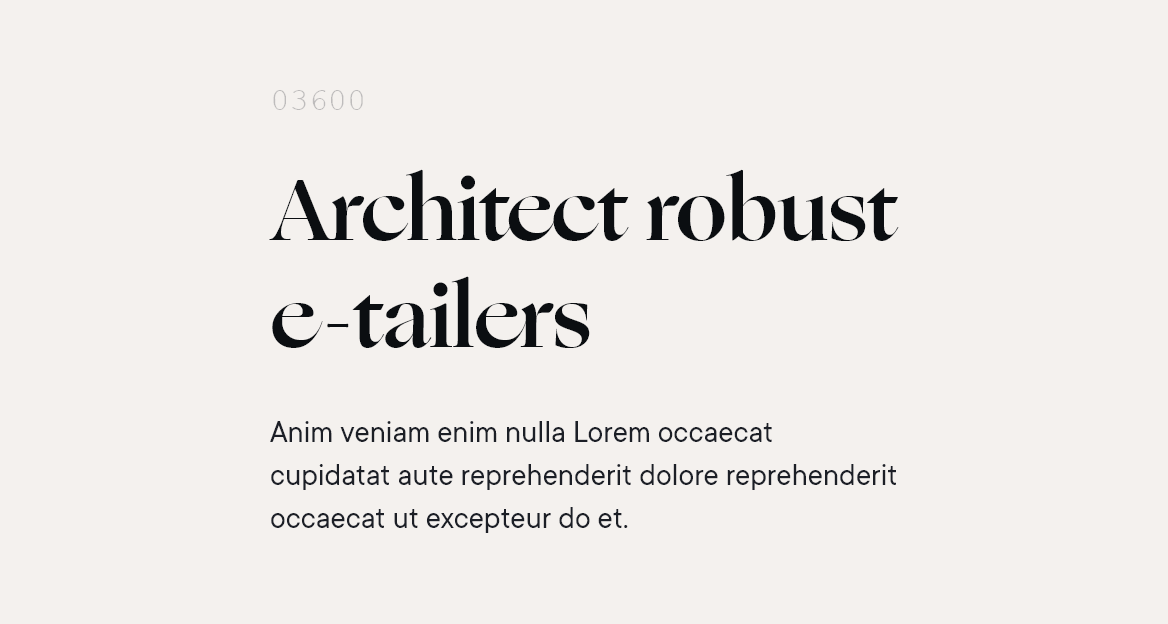 03600
Architect robust
e-tailers
Anim veniam enim nulla Lorem occaecat
cupidatat aute reprehenderit dolore reprehenderit
occaecat ut excepteur do et.